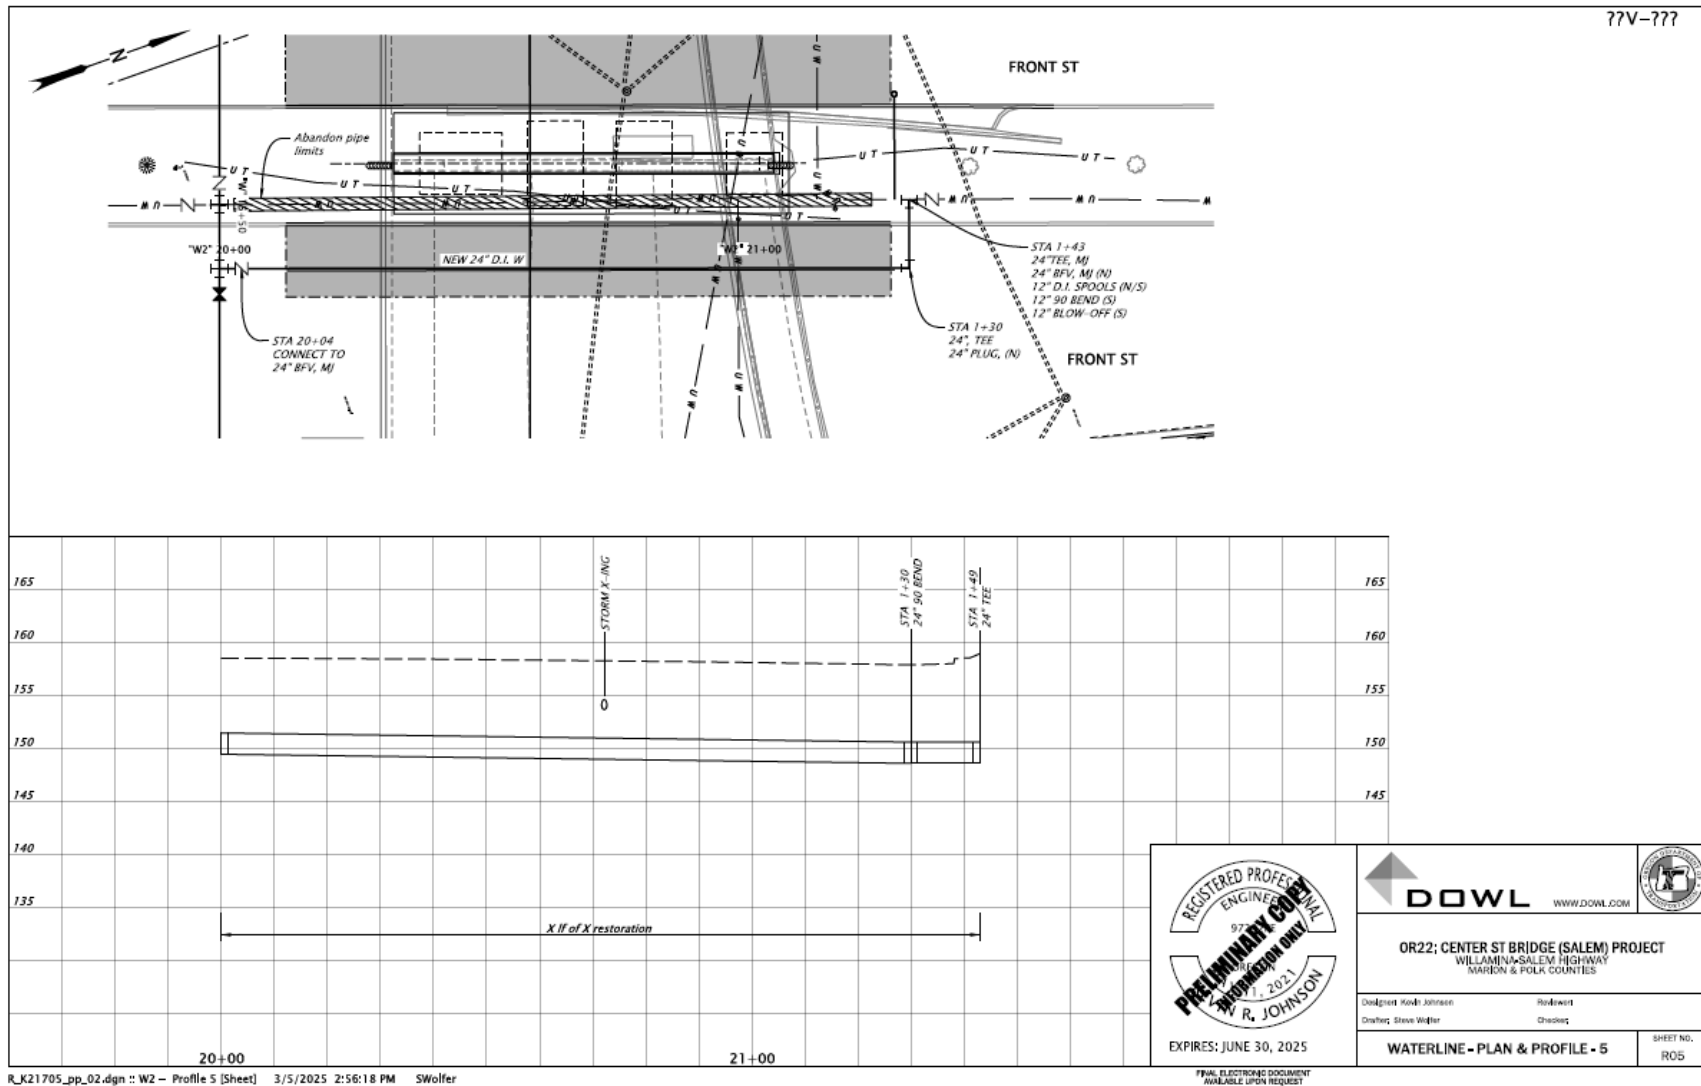 ??V-???
N
FRONT ST
Abandon pipe
limits
U T
U T
U T
U T
U T
U T
U T
U W
U W
W U
W U
W U
W U
W U
W U
W U
W
"W2" 20+00
"W2" 21+00
NEW 24" D.I. W
STA 1+43
24"TEE, MJ
24" BFV, MJ (N)
12" D.I. SPOOLS (N/S)
12" 90 BEND (S)
12" BLOW-OFF (S)
STA 20+04
CONNECT TO
24" BFV, MJ
STA 1+30
24", TEE
24" PLUG, (N)
FRONT ST
STORM X-ING
STA 1+30
24" 90 BEND
STA 1+49
24" TEE
165
165
160
160
155
155
0
150
150
145
145
140
135
X lf of X restoration
20+00
21+00
REGISTERED PROFESSIONAL
ENGINEER
PRELIMINARY COPY
INFORMATION ONLY
R. JOHNSON
EXPIRES: JUNE 30, 2025
DOWL
WWW.DOWL.COM
OR22; CENTER ST BRIDGE (SALEM) PROJECT
WILLAMINA-SALEM HIGHWAY
MARION & POLK COUNTIES
Designer: Kevin Johnson
Reviewer:
Drafter: Steve Wolfer
Checker:
WATERLINE - PLAN & PROFILE - 5
SHEET NO.
R05
R_K21705_pp_02.dgn :: W2 - Profile 5 [Sheet] 3/5/2025 2:56:18 PM SWolfer
FINAL ELECTRONIC DOCUMENT
AVAILABLE UPON REQUEST